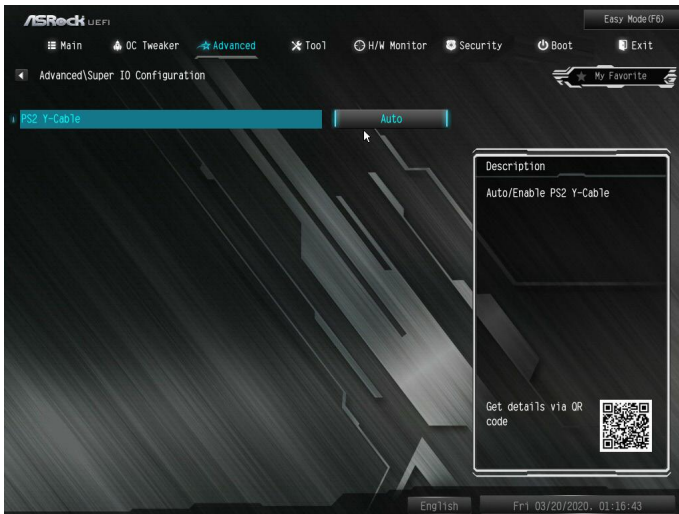 ASRock UEFI
Easy Mode(F6)
Main OC Tweaker Advanced Tool H/W Monitor Security Boot Exit
Advanced\Super IO Configuration
My Favorite
PS2 Y-Cable Auto
Description
Auto/Enable PS2 Y-Cable
Get details via QR
code
English
Fri 03/20/2020. 01:16:43